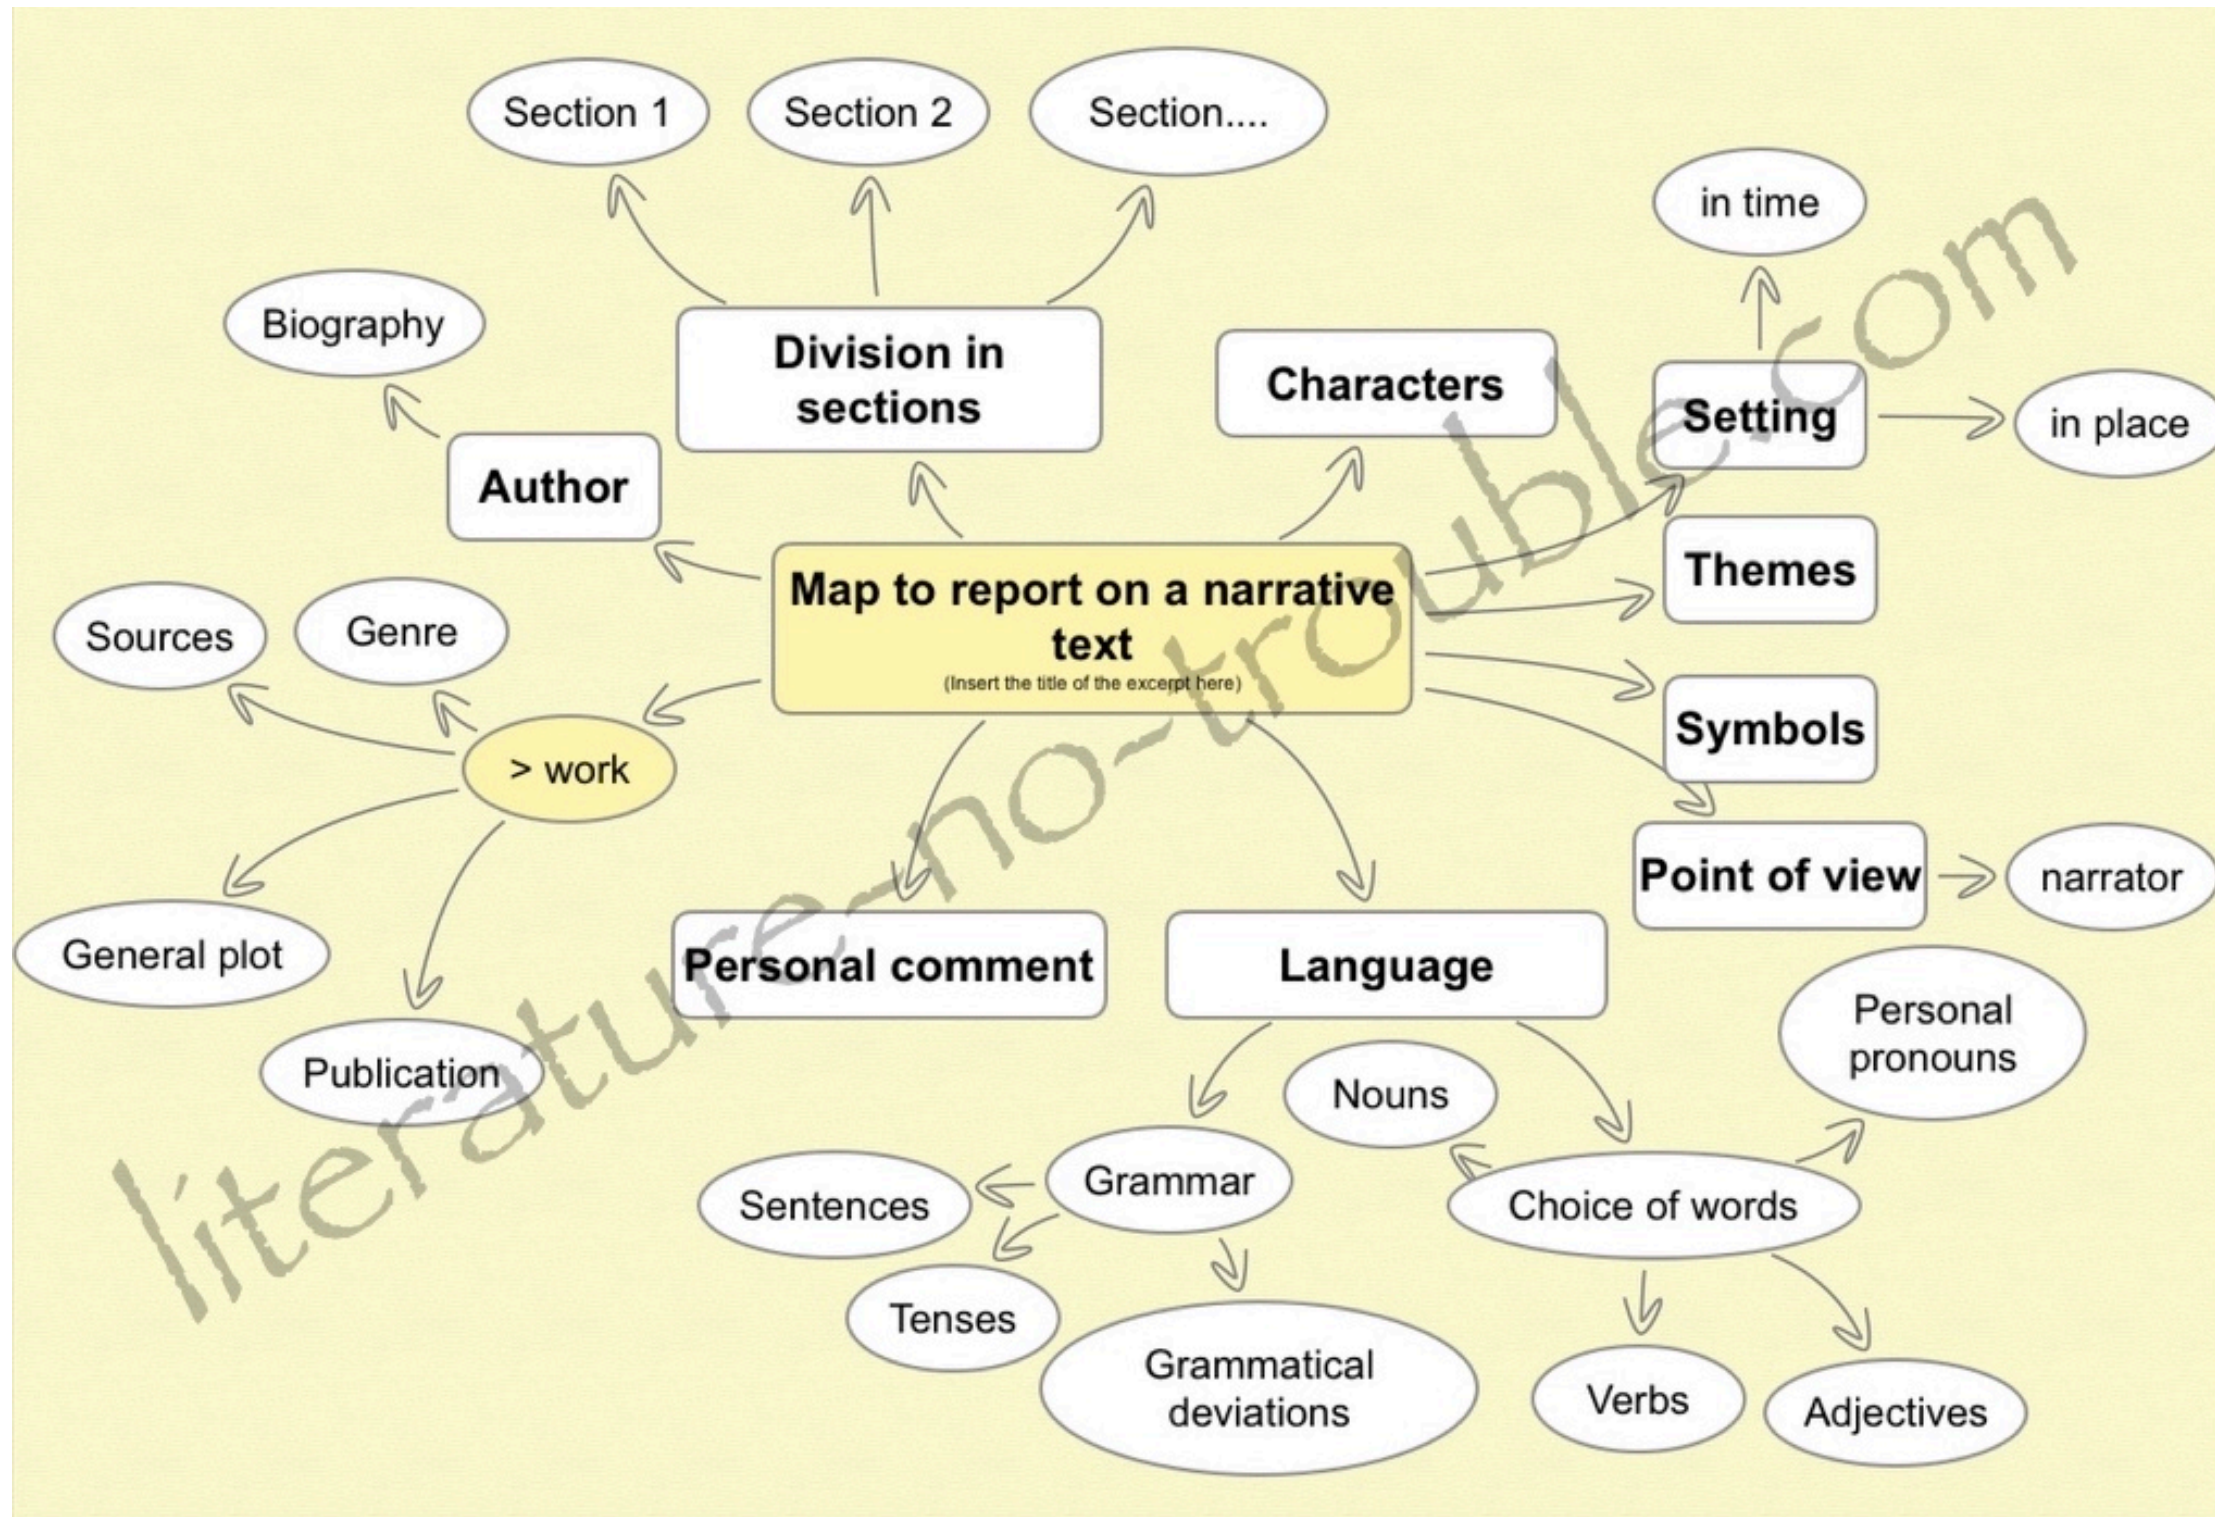 Section 1
Section 2
Section....
in time
Biography
Division in
sections
Characters
Setting
in place
Author
Map to report on a narrative
text
(Insert the title of the excerpt here)
Themes
Sources
Genre
Symbols
> work
Point of view
narrator
General plot
Personal comment
Language
Personal
pronouns
Publication
Nouns
Grammar
Sentences
Choice of words
Tenses
Grammatical
deviations
Verbs
Adjectives
literature-no-trouble.com